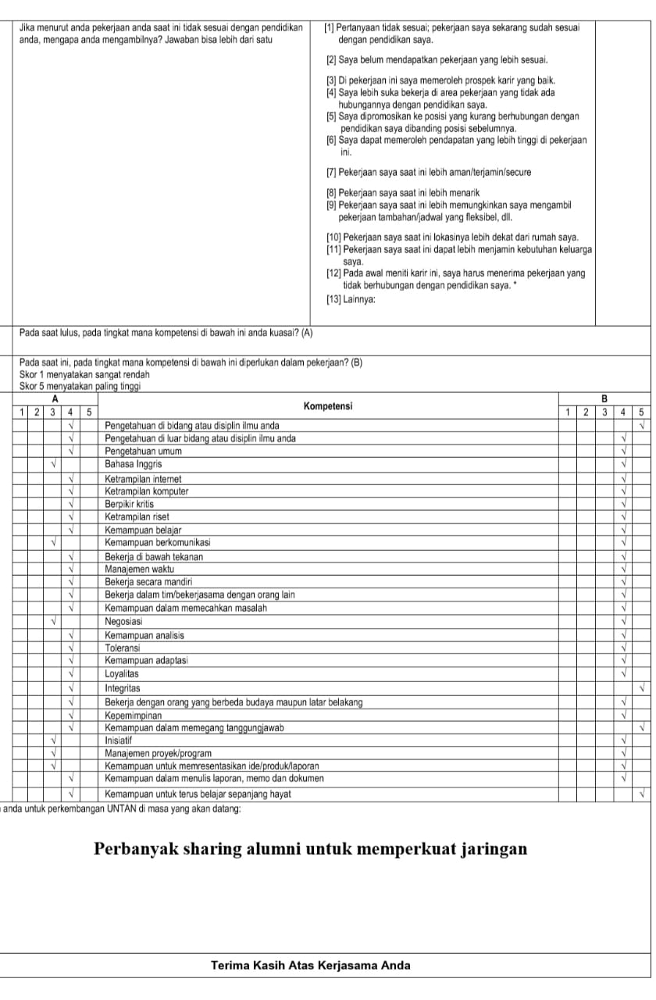 Jika menurut anda pekerjaan anda saat ini tidak sesuai dengan pendidikan
anda, mengapa anda mengambilnya? Jawaban bisa lebih dari satu
[1] Pertanyaan tidak sesuai; pekerjaan saya sekarang sudah sesuai
dengan pendidikan saya.
[2] Saya belum mendapatkan pekerjaan yang lebih sesuai.
[3] Di pekerjaan ini saya memeroleh prospek karir yang baik.
[4] Saya lebih suka bekerja di area pekerjaan yang tidak ada
hubungannya dengan pendidikan saya.
[5] Saya dipromosikan ke posisi yang kurang berhubungan dengan
pendidikan saya dibanding posisi sebelumnya.
[6] Saya dapat memeroleh pendapatan yang lebih tinggi di pekerjaan
ini.
[7] Pekerjaan saya saat ini lebih aman/terjamin/secure
[8] Pekerjaan saya saat ini lebih menarik
[9] Pekerjaan saya saat ini lebih memungkinkan saya mengambil
pekerjaan tambahan/jadwal yang fleksibel, dll.
[10] Pekerjaan saya saat ini lokasinya lebih dekat dari rumah saya.
[11] Pekerjaan saya saat ini dapat lebih menjamin kebutuhan keluarga
saya.
[12] Pada awal meniti karir ini, saya harus menerima pekerjaan yang
tidak berhubungan dengan pendidikan saya. *
[13] Lainnya:
Pada saat lulus, pada tingkat mana kompetensi di bawah ini anda kuasai? (A)
Pada saat ini, pada tingkat mana kompetensi di bawah ini diperlukan dalam pekerjaan? (B)
Skor 1 menyatakan sangat rendah
Skor 5 menyatakan paling tinggi
A Kompetensi B
1 2 3 4 5 1 2 3 4 5
√ Pengetahuan di bidang atau disiplin ilmu anda √
√ Pengetahuan di luar bidang atau disiplin ilmu anda √
√ Pengetahuan umum √
√ Bahasa Inggris √
√ Ketrampilan internet √
√ Ketrampilan komputer √
√ Berpikir kritis √
√ Ketrampilan riset √
√ Kemampuan belajar √
√ Kemampuan berkomunikasi √
√ Bekerja di bawah tekanan √
√ Manajemen waktu √
√ Bekerja secara mandiri √
√ Bekerja dalam tim/bekerjasama dengan orang lain √
√ Kemampuan dalam memecahkan masalah √
√ Negosiasi √
√ Kemampuan analisis √
√ Toleransi √
√ Kemampuan adaptasi √
√ Loyalitas √
√ Integritas √
√ Bekerja dengan orang yang berbeda budaya maupun latar belakang √
√ Kepemimpinan √
√ Kemampuan dalam memegang tanggungjawab √
√ Inisiatif √
√ Manajemen proyek/program √
√ Kemampuan untuk memresentasikan ide/produk/laporan √
√ Kemampuan dalam menulis laporan, memo dan dokumen √
√ Kemampuan untuk terus belajar sepanjang hayat √
anda untuk perkembangan UNTAN di masa yang akan datang:
Perbanyak sharing alumni untuk memperkuat jaringan
Terima Kasih Atas Kerjasama Anda